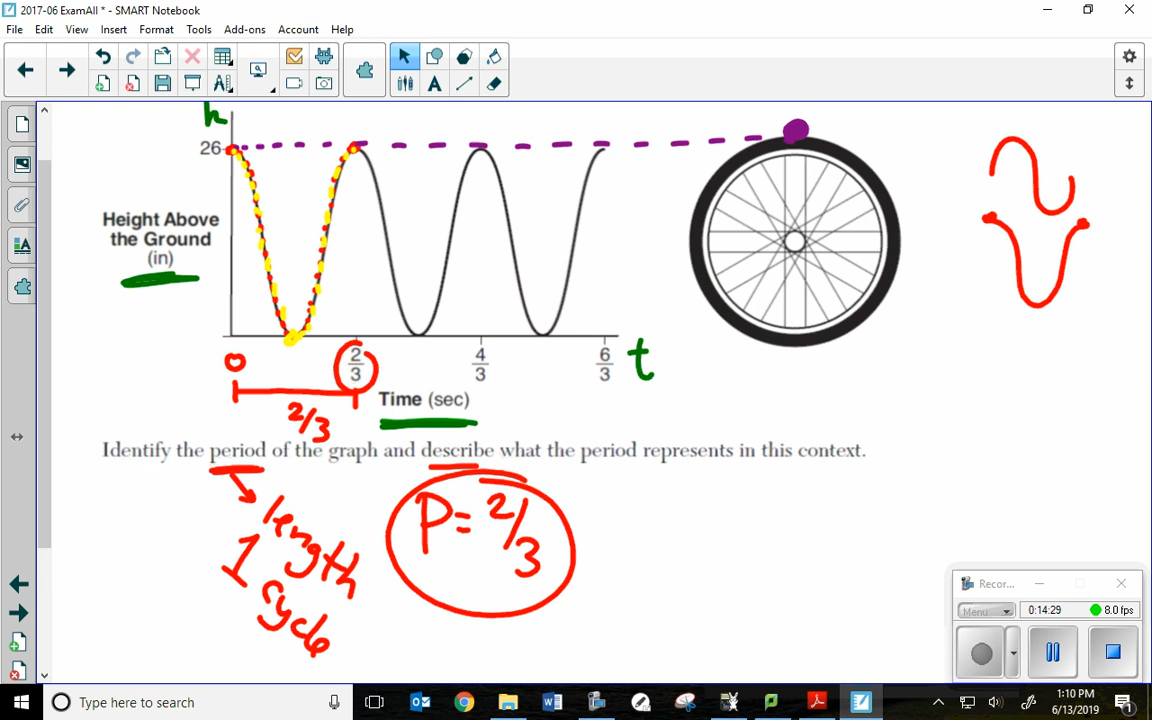 2017-06 ExamAll * - SMART Notebook
File Edit View Insert Format Tools Add-ons Account Help
h
26
Height Above
the Ground
(in)
0
2/3
4/3
6/3
t
2/3
Time (sec)
Identify the period of the graph and describe what the period represents in this context.
length
1
cycle
P = 2/3
Recor...
Menu
0:14:29
8.0 fps
Type here to search
1:10 PM
6/13/2019
1